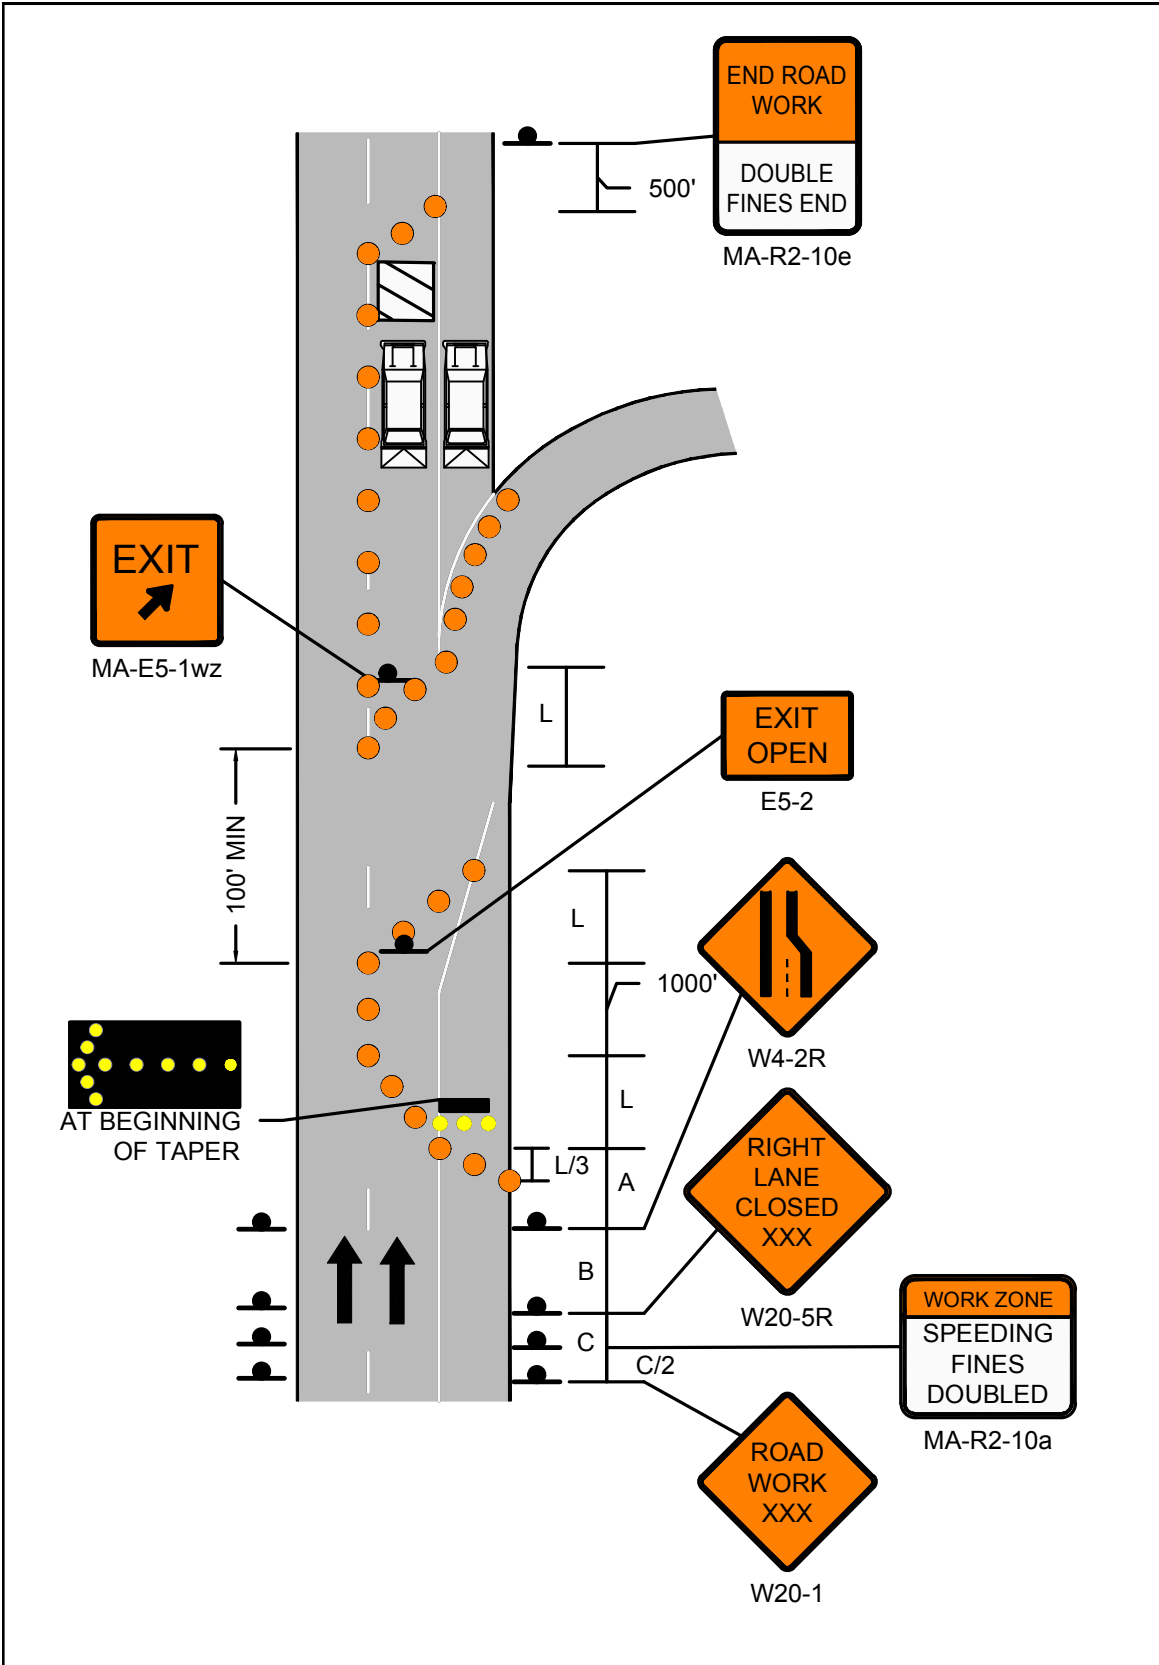 END ROAD
WORK
DOUBLE
FINES END
MA-R2-10e
500'
EXIT
MA-E5-1wz
L
EXIT
OPEN
E5-2
100' MIN
L
1000'
W4-2R
AT BEGINNING
OF TAPER
L
L/3
A
RIGHT
LANE
CLOSED
XXX
W20-5R
B
C
C/2
WORK ZONE
SPEEDING
FINES
DOUBLED
MA-R2-10a
ROAD
WORK
XXX
W20-1